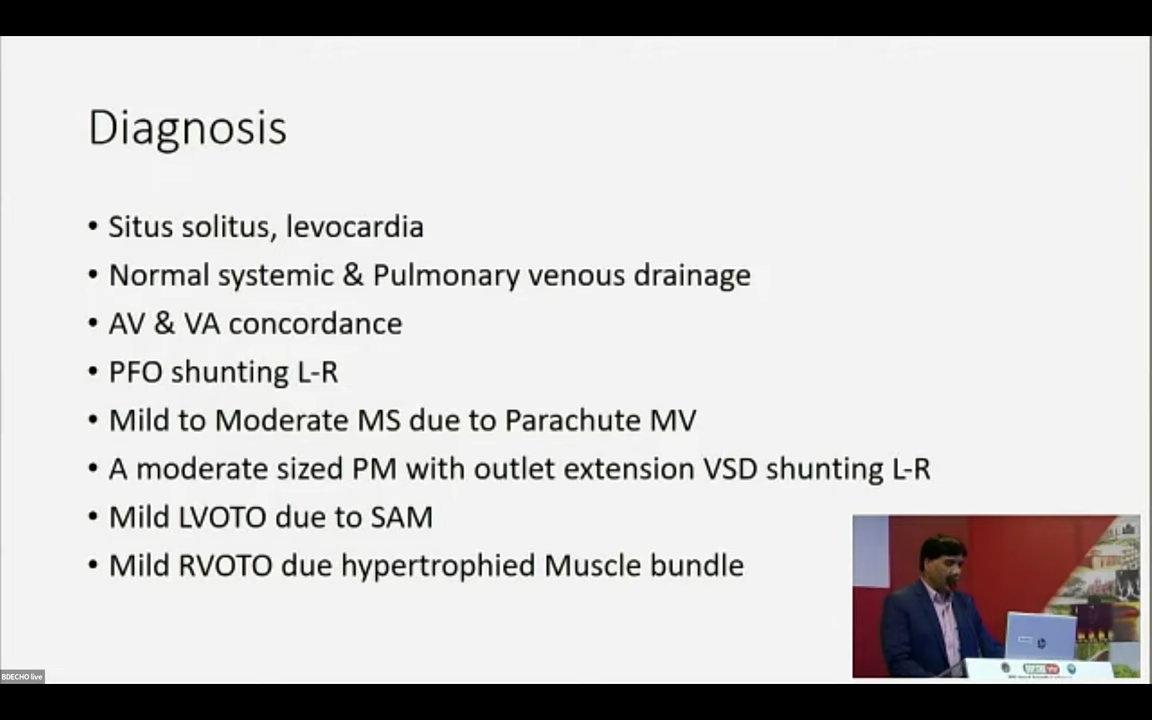 Diagnosis
• Situs solitus, levocardia
• Normal systemic & Pulmonary venous drainage
• AV & VA concordance
• PFO shunting L-R
• Mild to Moderate MS due to Parachute MV
• A moderate sized PM with outlet extension VSD shunting L-R
• Mild LVOTO due to SAM
• Mild RVOTO due hypertrophied Muscle bundle
BDECHO live